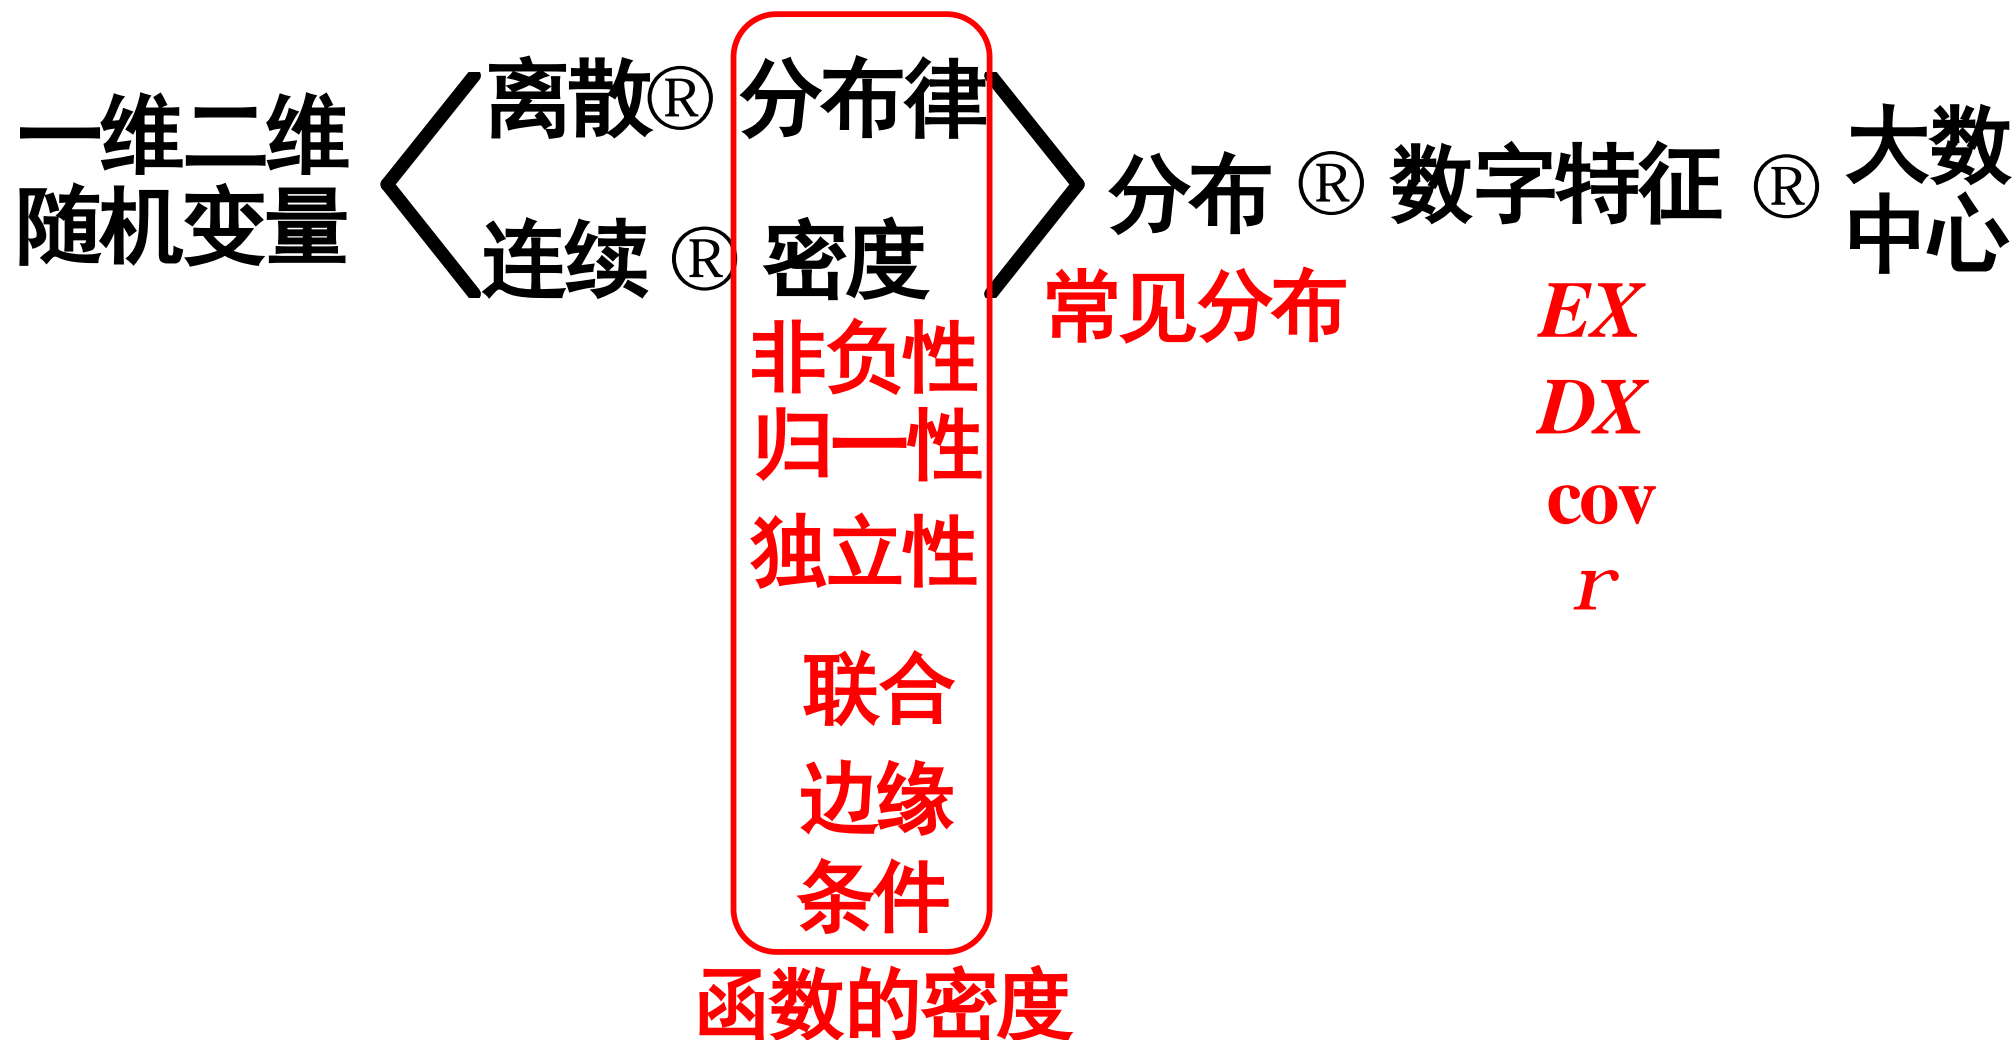 一维二维
随机变量
离散® 分布律
连续 ® 密度
分布 ® 数字特征 ® 大数
中心
常见分布
非负性
归一性
独立性
联合
边缘
条件
函数的密度
EX
DX
cov
r